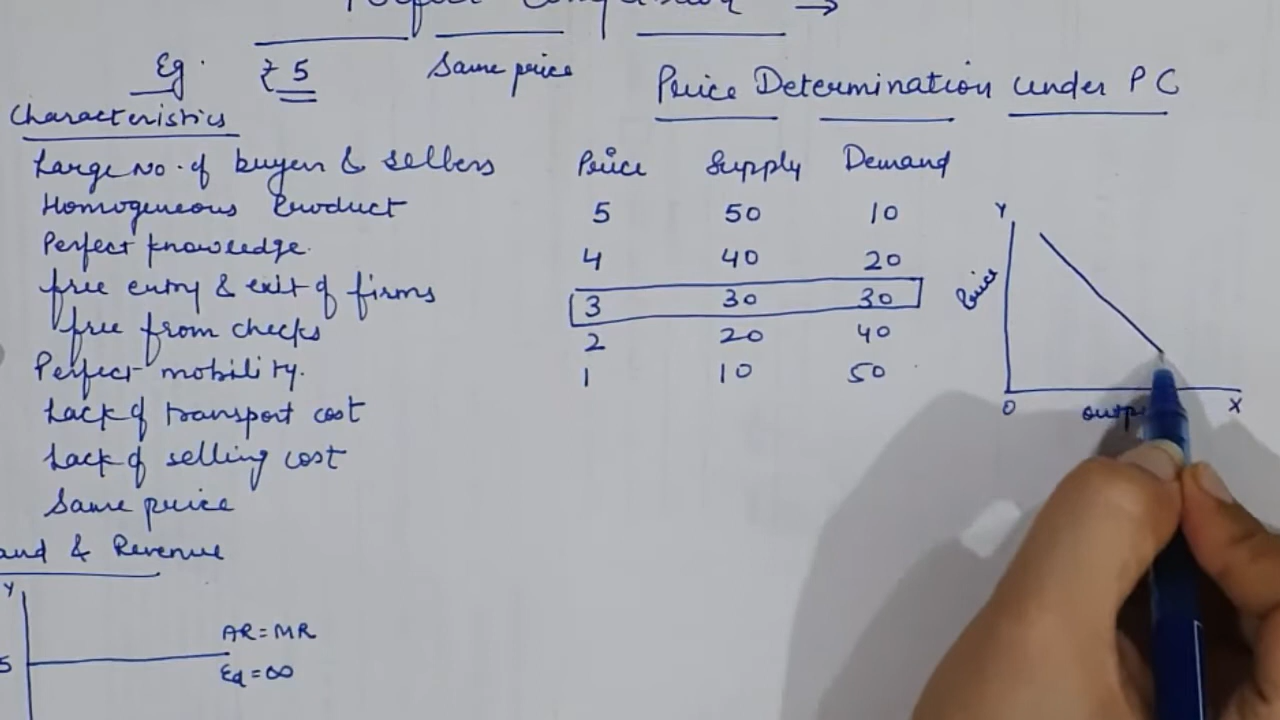 Perfect Competition →
Eg. ₹ 5 Same price
Price Determination under P C
Characteristics
Large No. of buyers & sellers
Homogeneous Product
Perfect knowledge.
free entry & exit of firms
free from checks
Perfect mobility.
Lack of transport cost
Lack of selling cost
Same price
Price Supply Demand
5 50 10
4 40 20
3 30 30
2 20 40
1 10 50
Y
Price
O X
& Revenue
Y
AR = MR
5
Ed = ∞